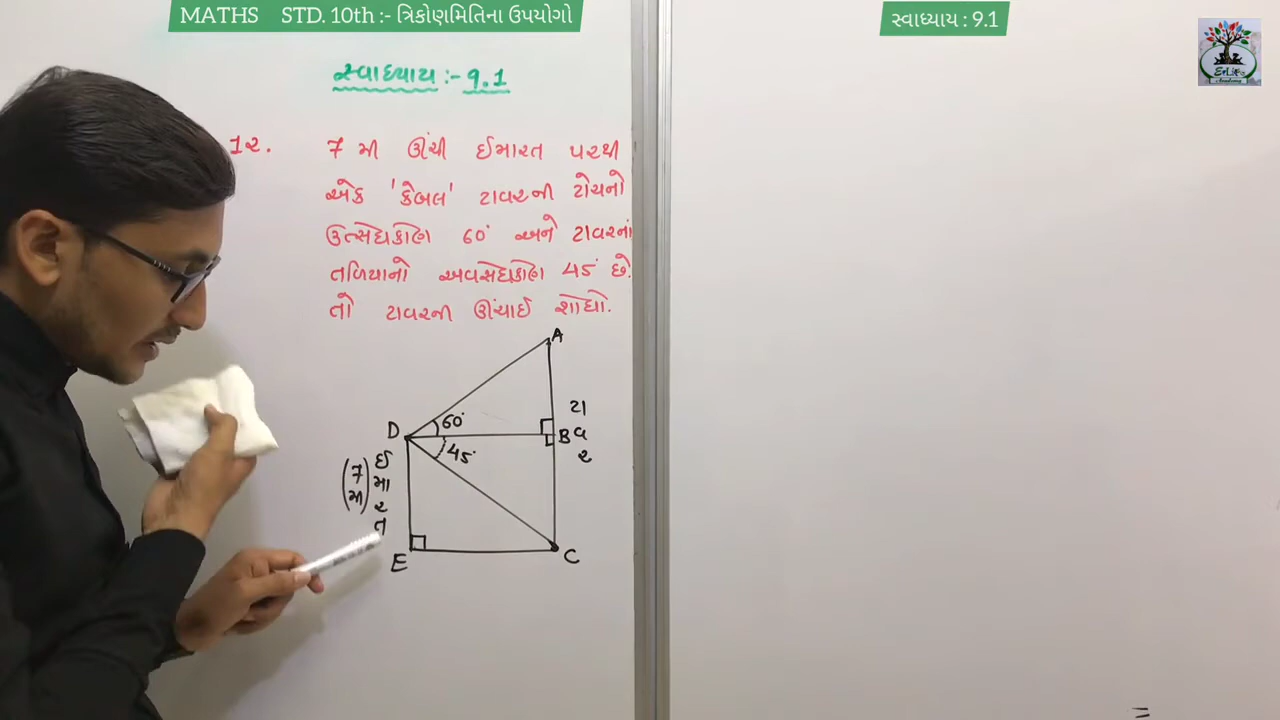 MATHS STD. 10th :- ત્રિકોણમિતિના ઉપયોગો
સ્વાધ્યાય : 9.1
સ્વાધ્યાય :- 9.1
12. 7 મી ઊંચી ઈમારત પરથી
એક 'કેબલ' ટાવરની ટોચનો
ઉત્સેધકોણ 60° અને ટાવરનાં
તળિયાનો અવસેધકોણ 45° છે.
તો ટાવરની ઊંચાઈ શોધો.
A
60°
D
B
ટાવર
45°
(7 મી)
ઈમારત
E
C
=